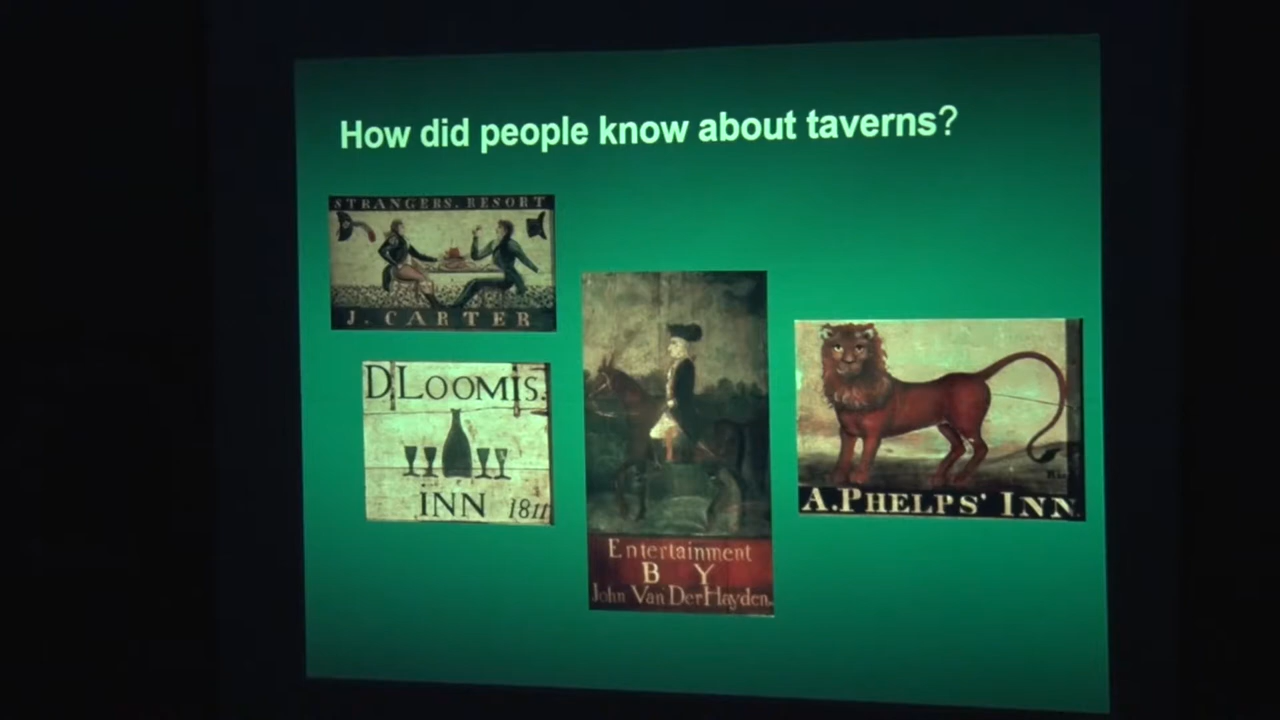 How did people know about taverns?
STRANGERS. RESORT
J. CARTER
D. LOOMIS.
INN 1811
Entertainment
BY
John Van Der Hayden.
A. PHELPS' INN